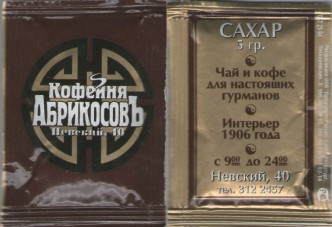 Кофейня
АБРИКОСОВЪ
Невский, 40
САХАР
5 гр.
Чай и кофе
для настоящих
гурманов
Интерьер
1906 года
с 9⁰⁰ до 24⁰⁰
Невский, 40
тел. 312 2457